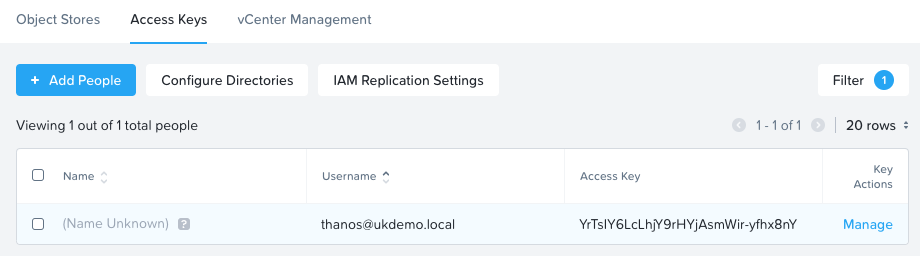 Object Stores Access Keys vCenter Management
+ Add People Configure Directories IAM Replication Settings Filter 1
Viewing 1 out of 1 total people 1 - 1 of 1 20 rows
Name Username Access Key Key Actions
(Name Unknown) ? thanos@ukdemo.local YrTsIY6LcLhjY9rHYjAsmWir-yfhx8nY Manage